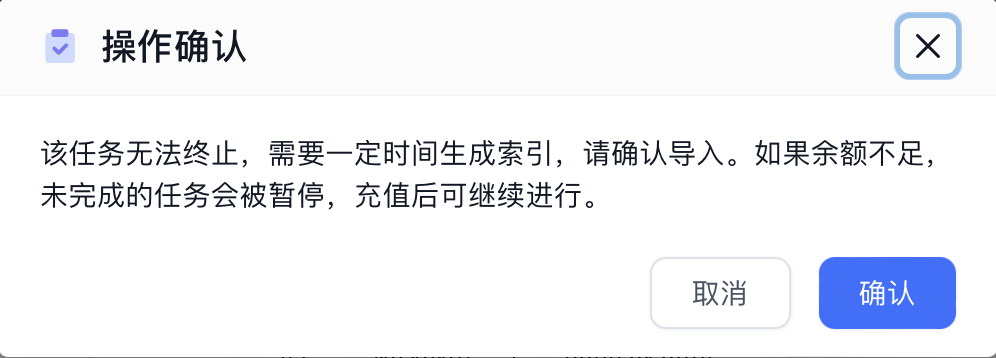 操作确认
该任务无法终止，需要一定时间生成索引，请确认导入。如果余额不足，
未完成的任务会被暂停，充值后可继续进行。
取消
确认